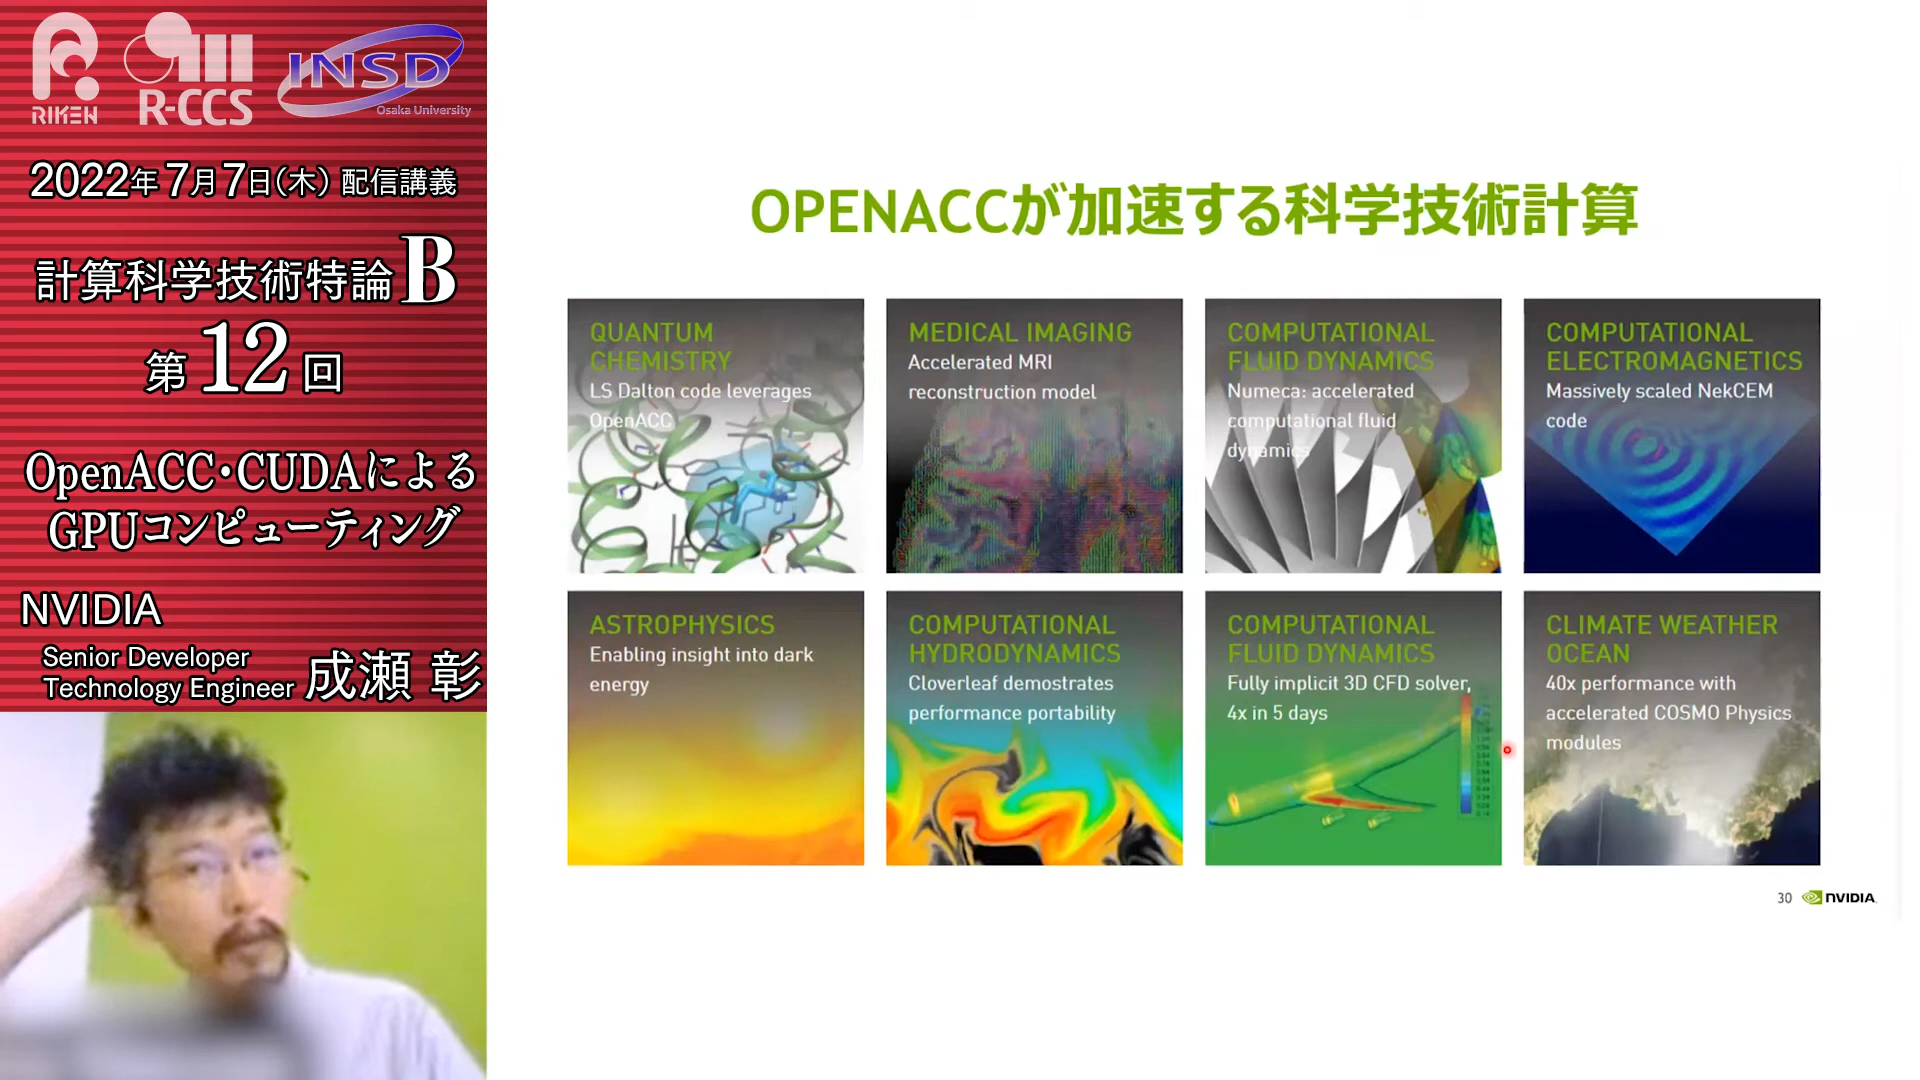 RIKEN
R-CCS
INSD
Osaka University
2022年7月7日(木) 配信講義
計算科学技術特論B
第12回
OpenACC・CUDAによる
GPUコンピューティング
NVIDIA
Senior Developer
Technology Engineer 成瀬 彰
OPENACCが加速する科学技術計算
QUANTUM
CHEMISTRY
LS Dalton code leverages
OpenACC
MEDICAL IMAGING
Accelerated MRI
reconstruction model
COMPUTATIONAL
FLUID DYNAMICS
Numeca: accelerated
computational fluid
dynamics
COMPUTATIONAL
ELECTROMAGNETICS
Massively scaled NekCEM
code
ASTROPHYSICS
Enabling insight into dark
energy
COMPUTATIONAL
HYDRODYNAMICS
Cloverleaf demostrates
performance portability
COMPUTATIONAL
FLUID DYNAMICS
Fully implicit 3D CFD solver,
4x in 5 days
CLIMATE WEATHER
OCEAN
40x performance with
accelerated COSMO Physics
modules
30
NVIDIA